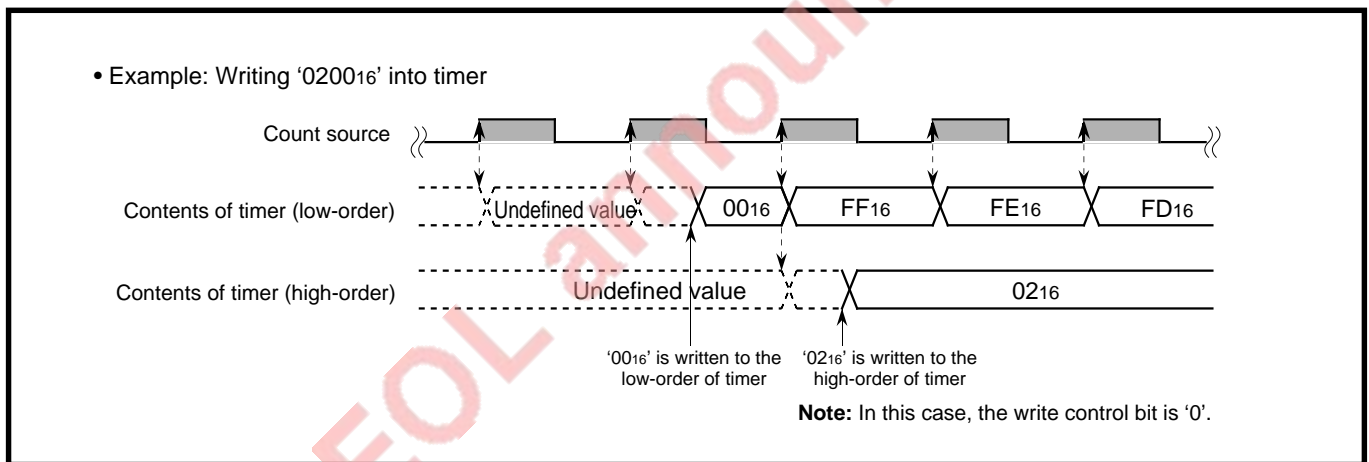 • Example: Writing ‘020016’ into timer
Count source
Contents of timer (low-order)
Undefined value
0016
FF16
FE16
FD16
Contents of timer (high-order)
Undefined value
0216
‘0016’ is written to the
low-order of timer
‘0216’ is written to the
high-order of timer
Note: In this case, the write control bit is ‘0’.
EOL announ